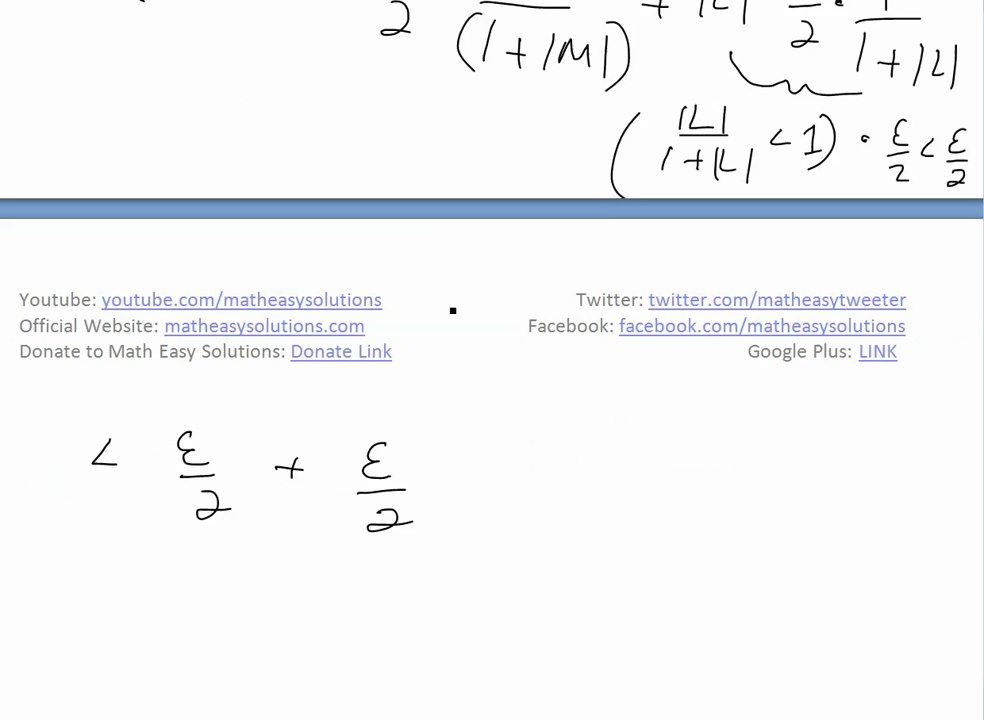 2 (1 + |M|) + |L| 2 · 1 + |L|
( |L| / 1 + |L| < 1 ) · ε/2 < ε/2
Youtube: youtube.com/matheasysolutions Twitter: twitter.com/matheasytweeter
Official Website: matheasysolutions.com Facebook: facebook.com/matheasysolutions
Donate to Math Easy Solutions: Donate Link Google Plus: LINK
< ε/2 + ε/2